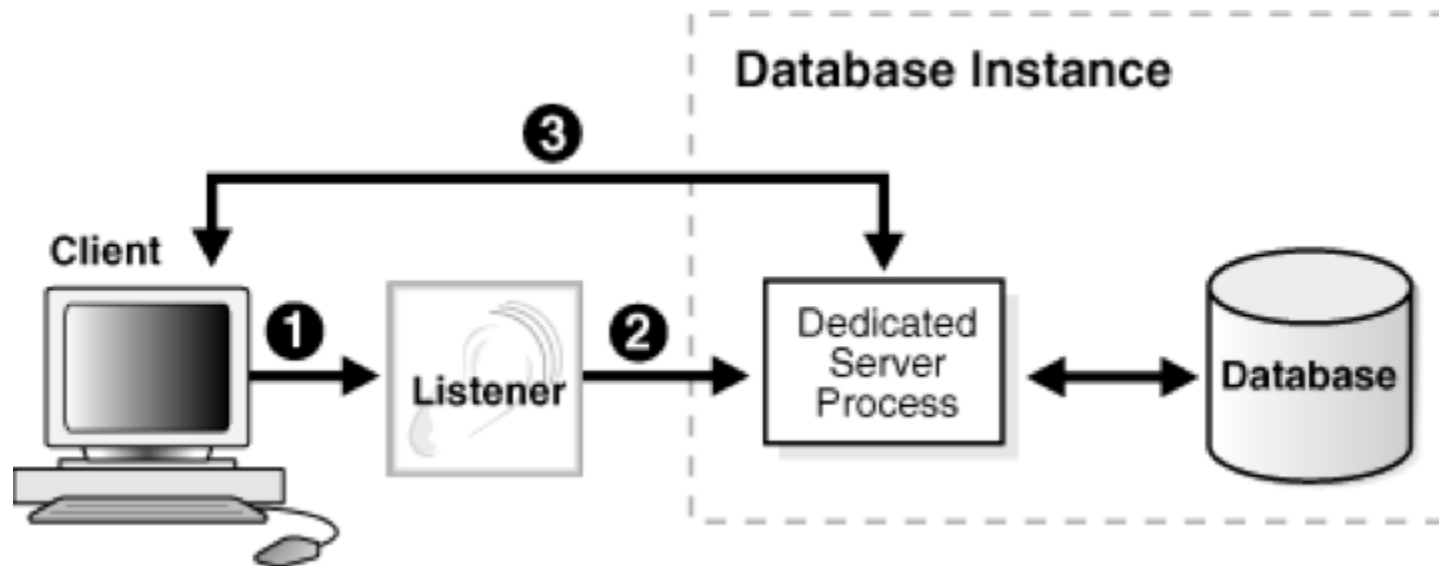 Database Instance
3
Client
1
Listener
2
Dedicated
Server
Process
Database